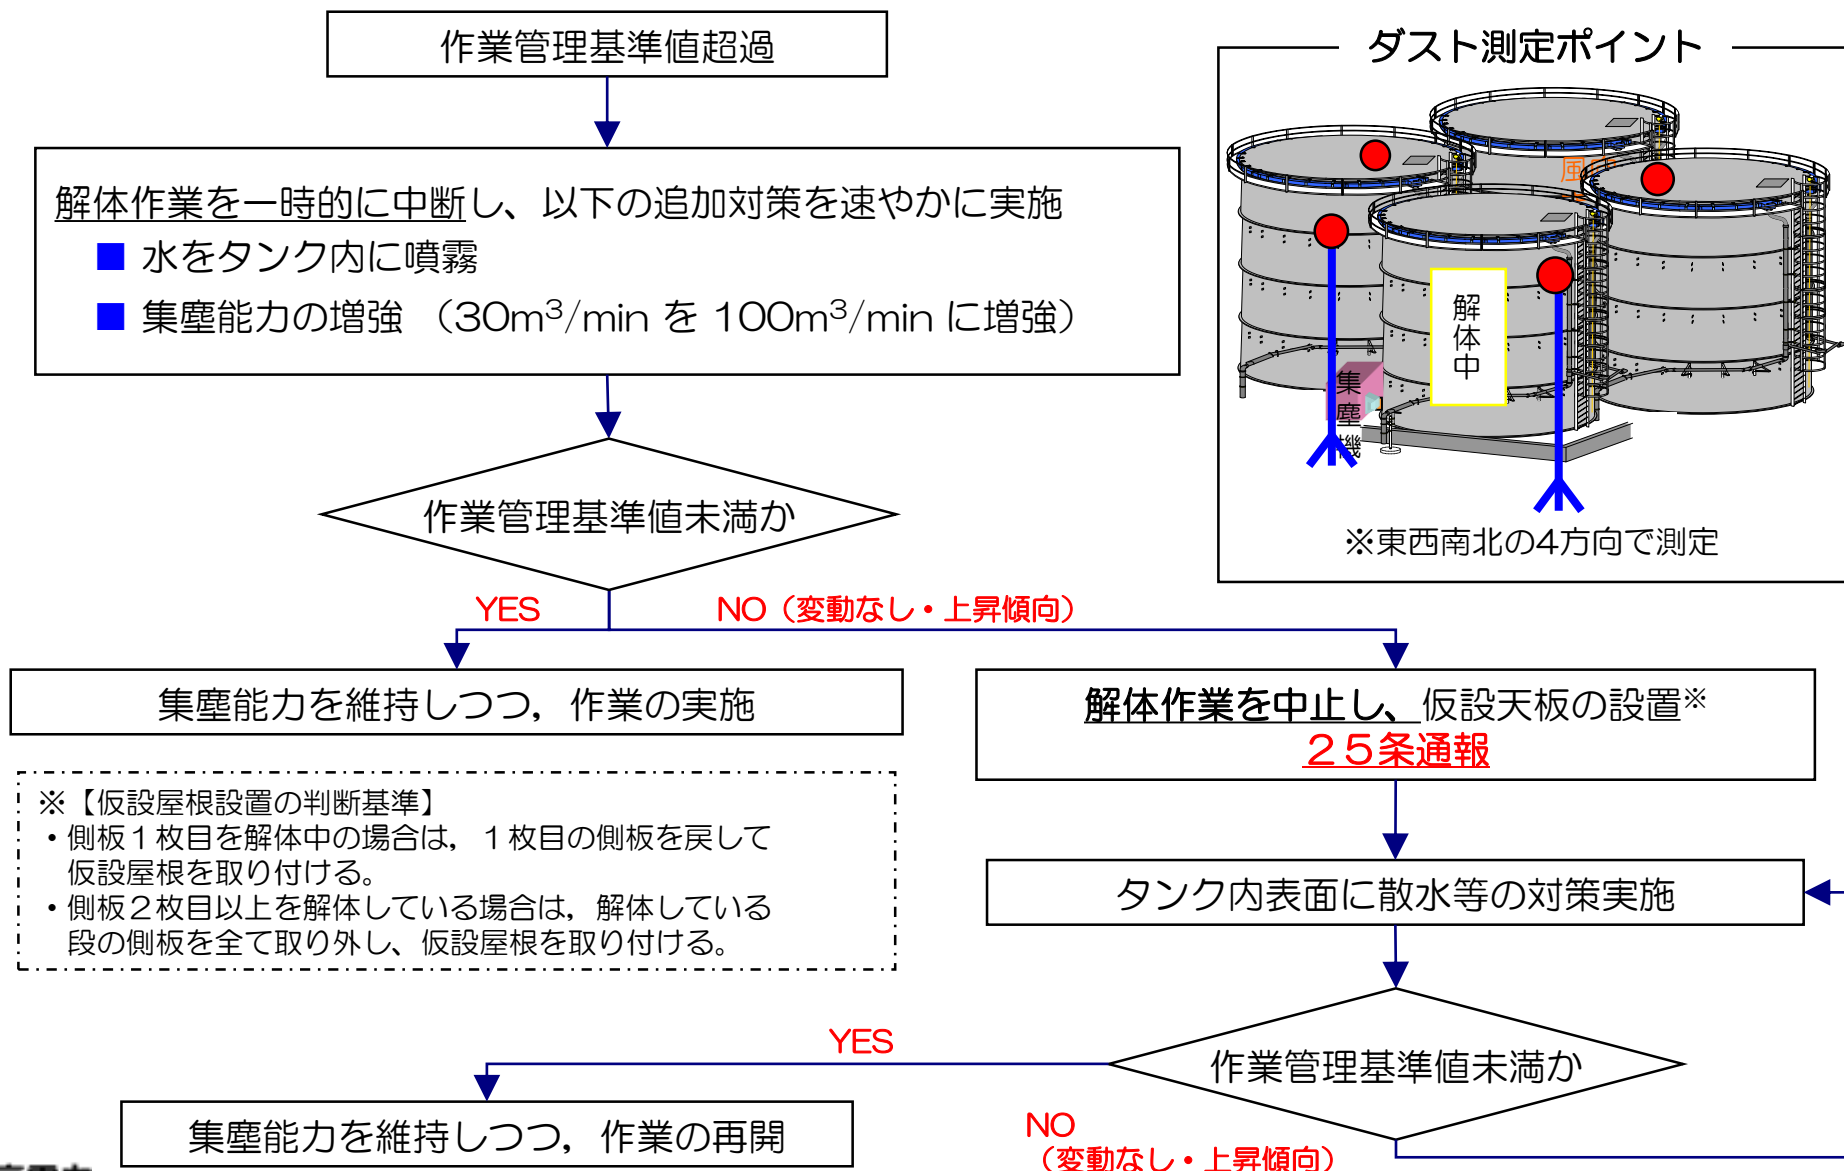 作業管理基準値超過
解体作業を一時的に中断し、以下の追加対策を速やかに実施
■ 水をタンク内に噴霧
■ 集塵能力の増強 （30m³/min を 100m³/min に増強）
作業管理基準値未満か
YES
NO（変動なし・上昇傾向）
集塵能力を維持しつつ，作業の実施
※【仮設屋根設置の判断基準】
・側板１枚目を解体中の場合は，１枚目の側板を戻して
仮設屋根を取り付ける。
・側板２枚目以上を解体している場合は，解体している
段の側板を全て取り外し、仮設屋根を取り付ける。
ダスト測定ポイント
風
解体中
集塵機
※東西南北の4方向で測定
解体作業を中止し、仮設天板の設置※
２５条通報
タンク内表面に散水等の対策実施
作業管理基準値未満か
YES
集塵能力を維持しつつ，作業の再開
NO
（変動なし・上昇傾向）